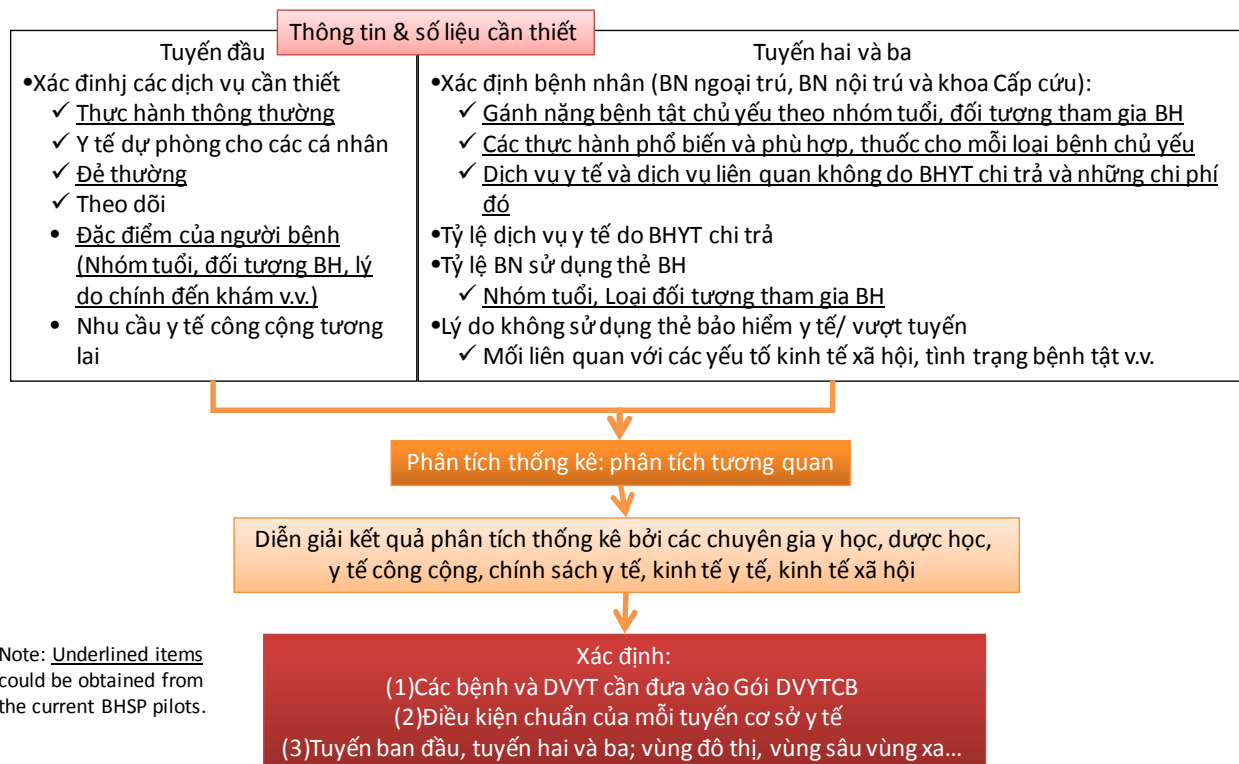 Thông tin & số liệu cần thiết
Tuyến đầu
•Xác đinhj các dịch vụ cần thiết
✓ Thực hành thông thường
✓ Y tế dự phòng cho các cá nhân
✓ Đẻ thường
✓ Theo dõi
• Đặc điểm của người bệnh
(Nhóm tuổi, đối tượng BH, lý
do chính đến khám v.v.)
• Nhu cầu y tế công cộng tương
lai
Tuyến hai và ba
•Xác định bệnh nhân (BN ngoại trú, BN nội trú và khoa Cấp cứu):
✓ Gánh nặng bệnh tật chủ yếu theo nhóm tuổi, đối tượng tham gia BH
✓ Các thực hành phổ biến và phù hợp, thuốc cho mỗi loại bệnh chủ yếu
✓ Dịch vụ y tế và dịch vụ liên quan không do BHYT chi trả và những chi phí
đó
•Tỷ lệ dịch vụ y tế do BHYT chi trả
•Tỷ lệ BN sử dụng thẻ BH
✓ Nhóm tuổi, Loại đối tượng tham gia BH
•Lý do không sử dụng thẻ bảo hiểm y tế/ vượt tuyến
✓ Mối liên quan với các yếu tố kinh tế xã hội, tình trạng bệnh tật v.v.
Phân tích thống kê: phân tích tương quan
Diễn giải kết quả phân tích thống kê bởi các chuyên gia y học, dược học,
y tế công cộng, chính sách y tế, kinh tế y tế, kinh tế xã hội
Note: Underlined items
could be obtained from
the current BHSP pilots.
Xác định:
(1)Các bệnh và DVYT cần đưa vào Gói DVYTCB
(2)Điều kiện chuẩn của mỗi tuyến cơ sở y tế
(3)Tuyến ban đầu, tuyến hai và ba; vùng đô thị, vùng sâu vùng xa...